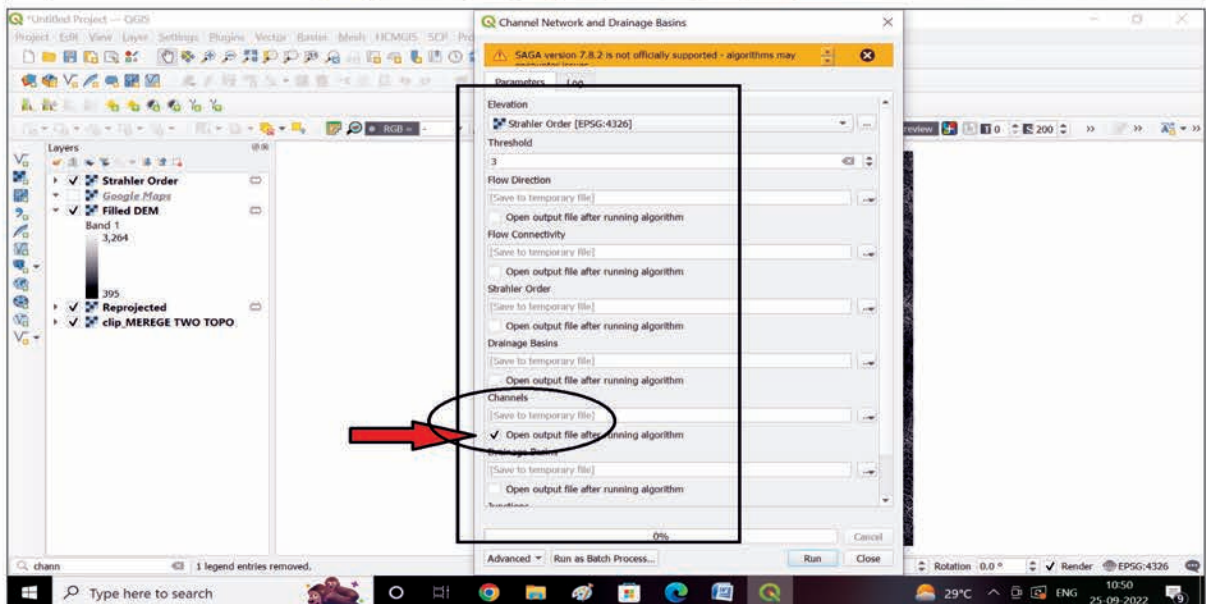 *Untitled Project — QGIS
Project Edit View Layer Settings Plugins Vector Raster Mesh HCMGIS SCP
Channel Network and Drainage Basins
SAGA version 7.8.2 is not officially supported - algorithms may
Parameters Log
Elevation
Strahler Order [EPSG:4326]
Threshold
3
Flow Direction
[Save to temporary file]
Open output file after running algorithm
Flow Connectivity
[Save to temporary file]
Open output file after running algorithm
Strahler Order
[Save to temporary file]
Open output file after running algorithm
Drainage Basins
[Save to temporary file]
Open output file after running algorithm
Channels
[Save to temporary file]
Open output file after running algorithm
Drainage Basins
[Save to temporary file]
Open output file after running algorithm
Junctions
0%
Cancel
Advanced Run as Batch Process... Run Close
RGB = -
0 200
Layers
Strahler Order
Google Maps
Filled DEM
Band 1
3,264
395
Reprojected
clip_MEREGE TWO TOPO
chann
1 legend entries removed.
Rotation 0.0 ° Render EPSG:4326
Type here to search
29°C ENG
10:50
25-09-2022